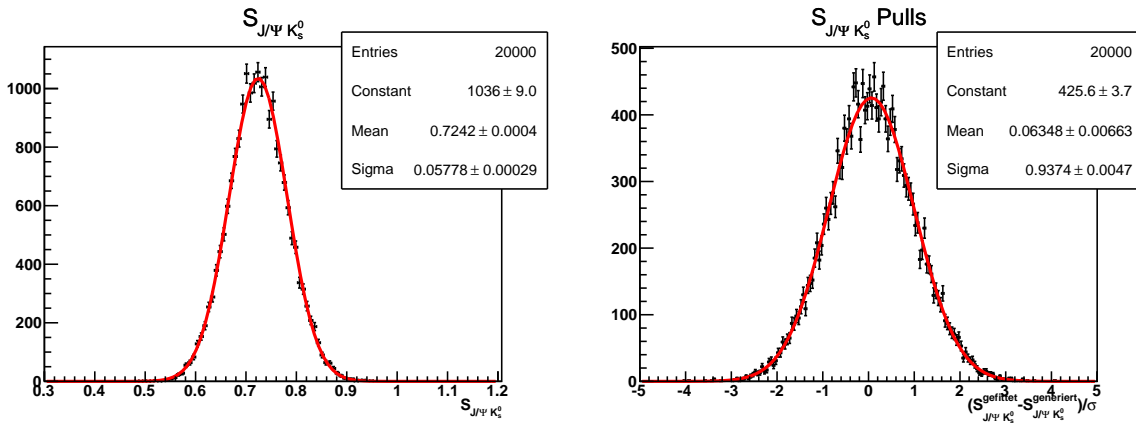 S_{J/Ψ K_s^0}
Entries 20000
Constant 1036 ± 9.0
Mean 0.7242 ± 0.0004
Sigma 0.05778 ± 0.00029
1000
800
600
400
200
0
0.3 0.4 0.5 0.6 0.7 0.8 0.9 1 1.1 1.2
S_{J/Ψ K_s^0}
S_{J/Ψ K_s^0} Pulls
Entries 20000
Constant 425.6 ± 3.7
Mean 0.06348 ± 0.00663
Sigma 0.9374 ± 0.0047
500
400
300
200
100
0
-5 -4 -3 -2 -1 0 1 2 3 4 5
(S_{J/Ψ K_s^0}^{gefittet}-S_{J/Ψ K_s^0}^{generiert})/σ